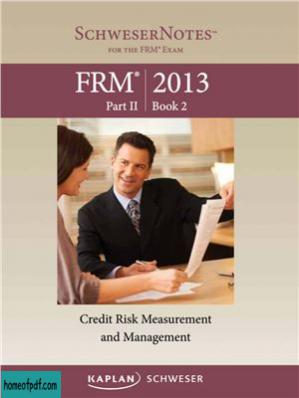 SCHWESERNOTES™
FOR THE FRM® EXAM
FRM® 2013
Part II Book 2
Credit Risk Measurement
and Management
KAPLAN SCHWESER
homeofpdf.com